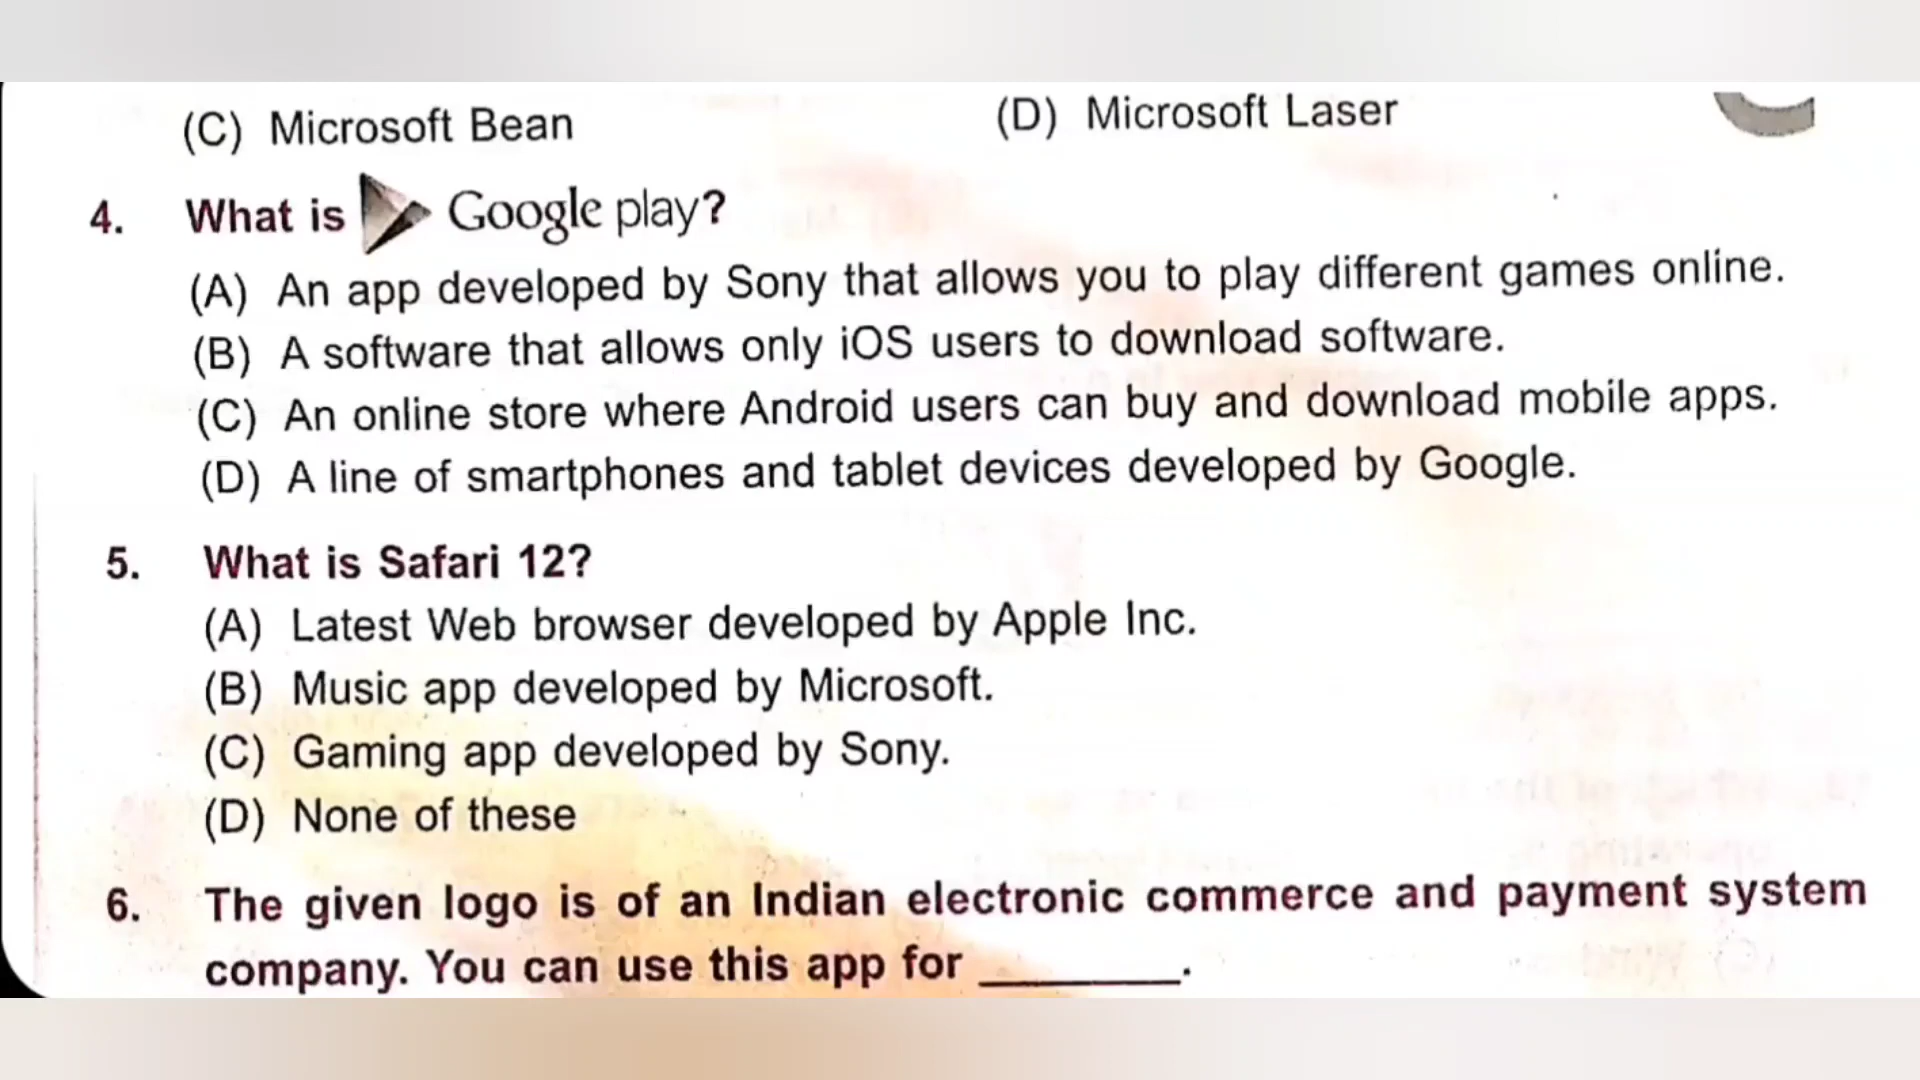 (C) Microsoft Bean (D) Microsoft Laser
4. What is Google play?
(A) An app developed by Sony that allows you to play different games online.
(B) A software that allows only iOS users to download software.
(C) An online store where Android users can buy and download mobile apps.
(D) A line of smartphones and tablet devices developed by Google.
5. What is Safari 12?
(A) Latest Web browser developed by Apple Inc.
(B) Music app developed by Microsoft.
(C) Gaming app developed by Sony.
(D) None of these
6. The given logo is of an Indian electronic commerce and payment system
company. You can use this app for ________.